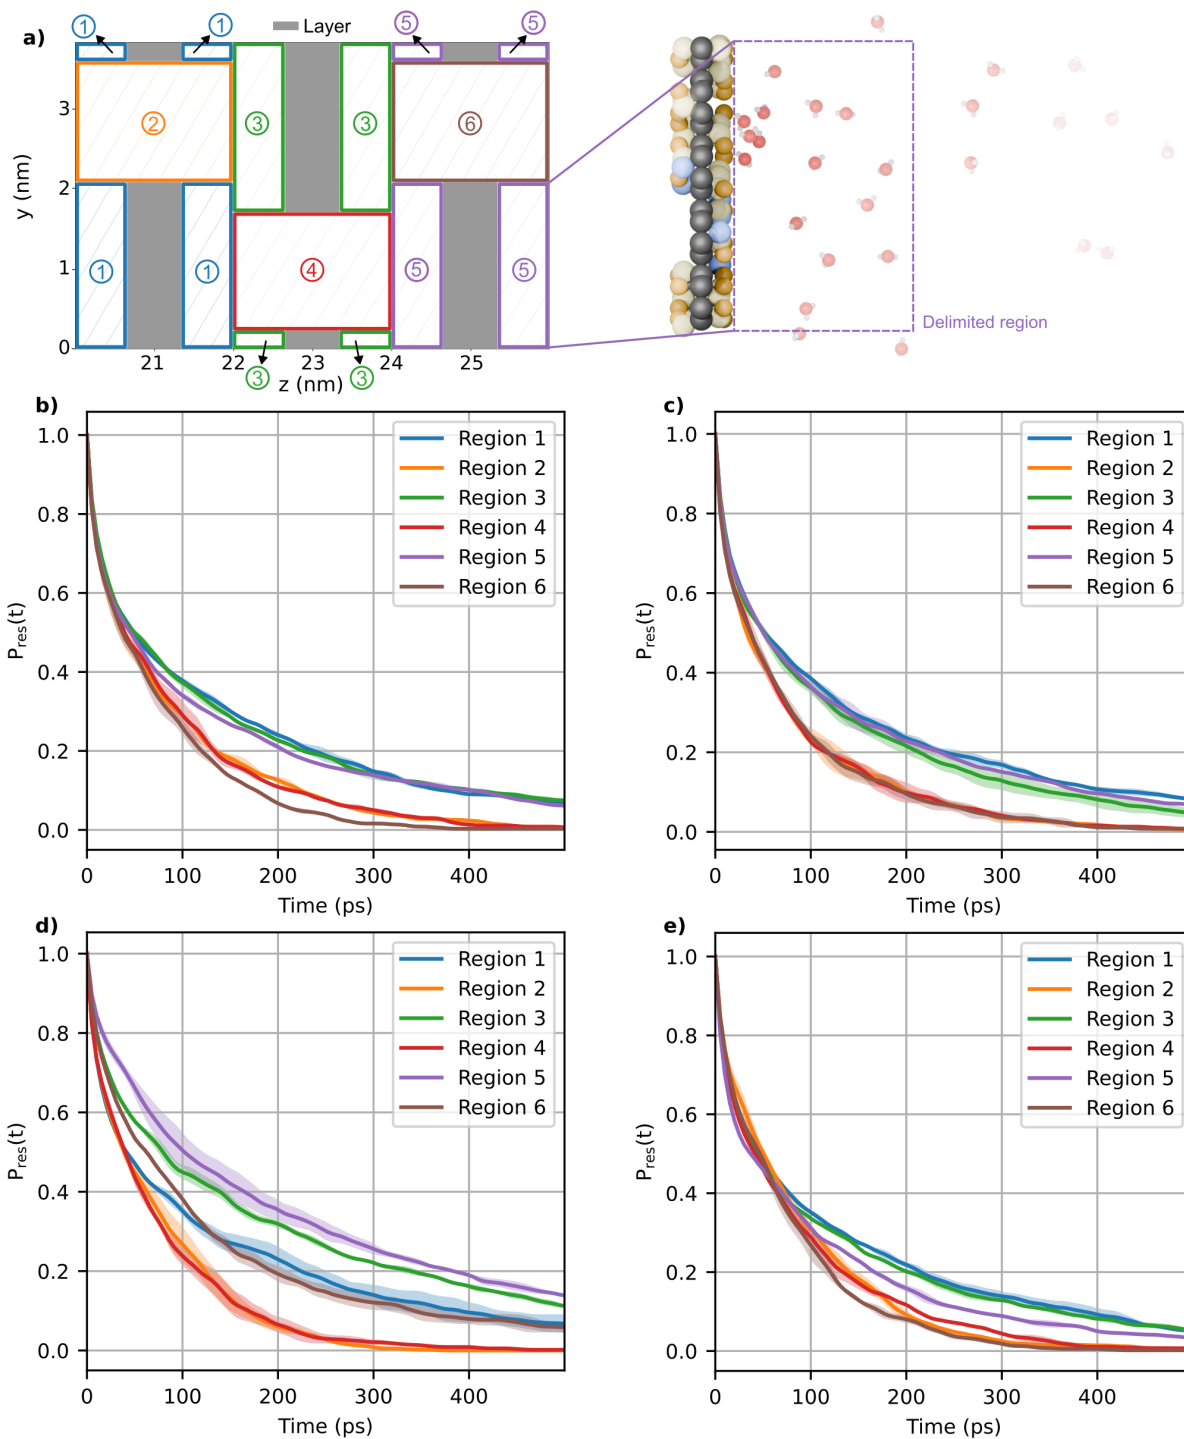 a)
① ① Layer ⑤ ⑤
3
2
1
0
y (nm)
② ③ ③ ⑥
① ① ④ ⑤ ⑤
21 22 23 24 25
③ z (nm) ③
Delimited region
b)
1.0
0.8
0.6
0.4
0.2
0.0
Pres(t)
Region 1
Region 2
Region 3
Region 4
Region 5
Region 6
0 100 200 300 400
Time (ps)
c)
1.0
0.8
0.6
0.4
0.2
0.0
Pres(t)
Region 1
Region 2
Region 3
Region 4
Region 5
Region 6
0 100 200 300 400
Time (ps)
d)
1.0
0.8
0.6
0.4
0.2
0.0
Pres(t)
Region 1
Region 2
Region 3
Region 4
Region 5
Region 6
0 100 200 300 400
Time (ps)
e)
1.0
0.8
0.6
0.4
0.2
0.0
Pres(t)
Region 1
Region 2
Region 3
Region 4
Region 5
Region 6
0 100 200 300 400
Time (ps)